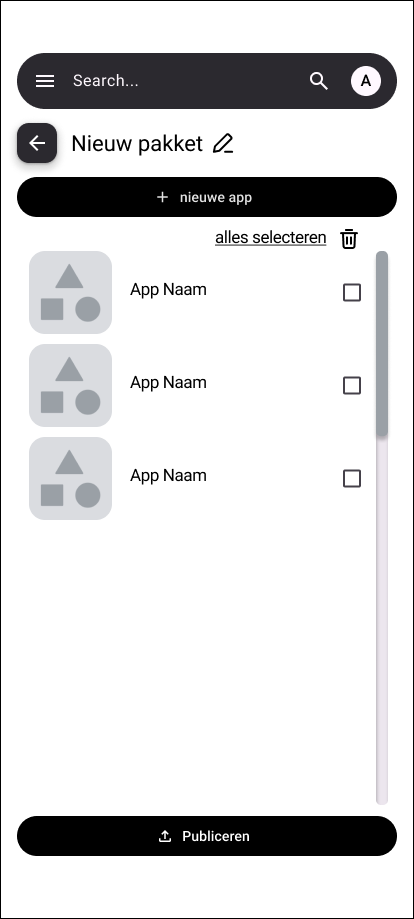 Search...
A
Nieuw pakket
nieuwe app
alles selecteren
App Naam
App Naam
App Naam
Publiceren